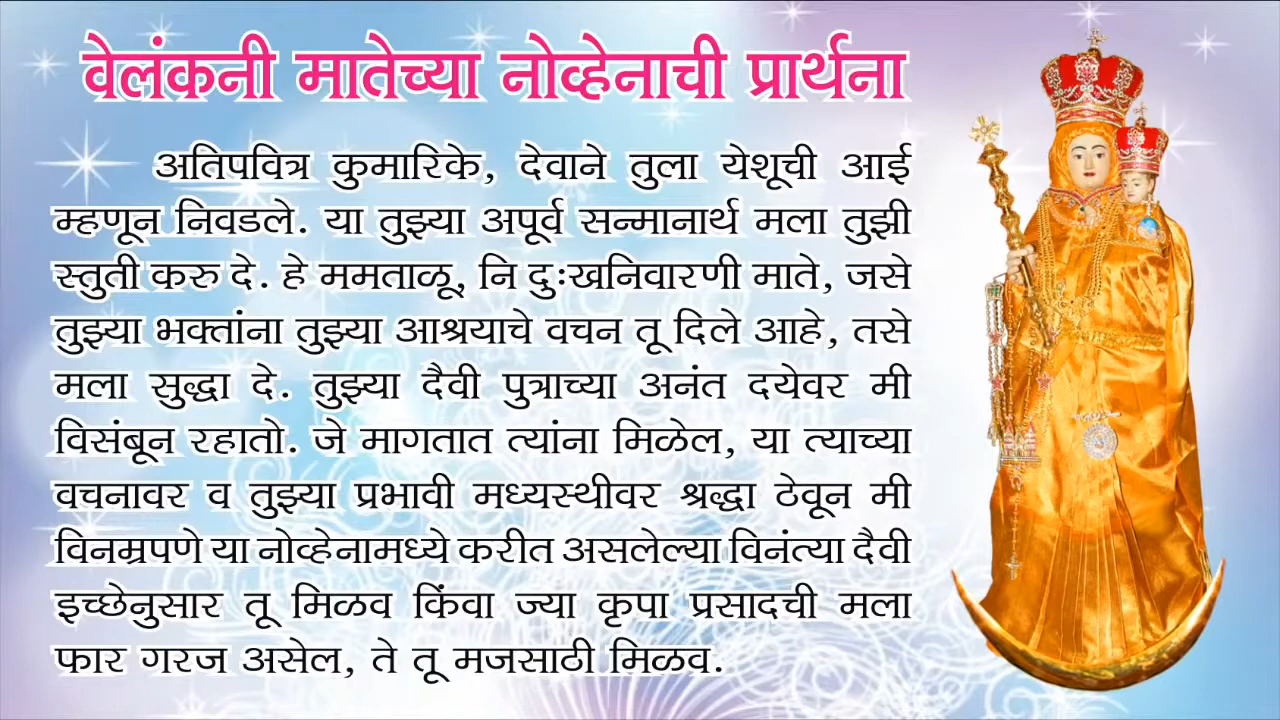 वेलंकनी मातेच्या नोव्हेनाची प्रार्थना
अतिपवित्र कुमारिके, देवाने तुला येशूची आई
म्हणून निवडले. या तुझ्या अपूर्व सन्मानार्थ मला तुझी
स्तुती करु दे. हे ममताळू, नि दुःखनिवारणी माते, जसे
तुझ्या भक्तांना तुझ्या आश्रयाचे वचन तू दिले आहे, तसे
मला सुद्धा दे. तुझ्या दैवी पुत्राच्या अनंत दयेवर मी
विसंबून रहातो. जे मागतात त्यांना मिळेल, या त्याच्या
वचनावर व तुझ्या प्रभावी मध्यस्थीवर श्रद्धा ठेवून मी
विनम्रपणे या नोव्हेनामध्ये करीत असलेल्या विनंत्या दैवी
इच्छेनुसार तू मिळव किंवा ज्या कृपा प्रसादची मला
फार गरज असेल, ते तू मजसाठी मिळव.